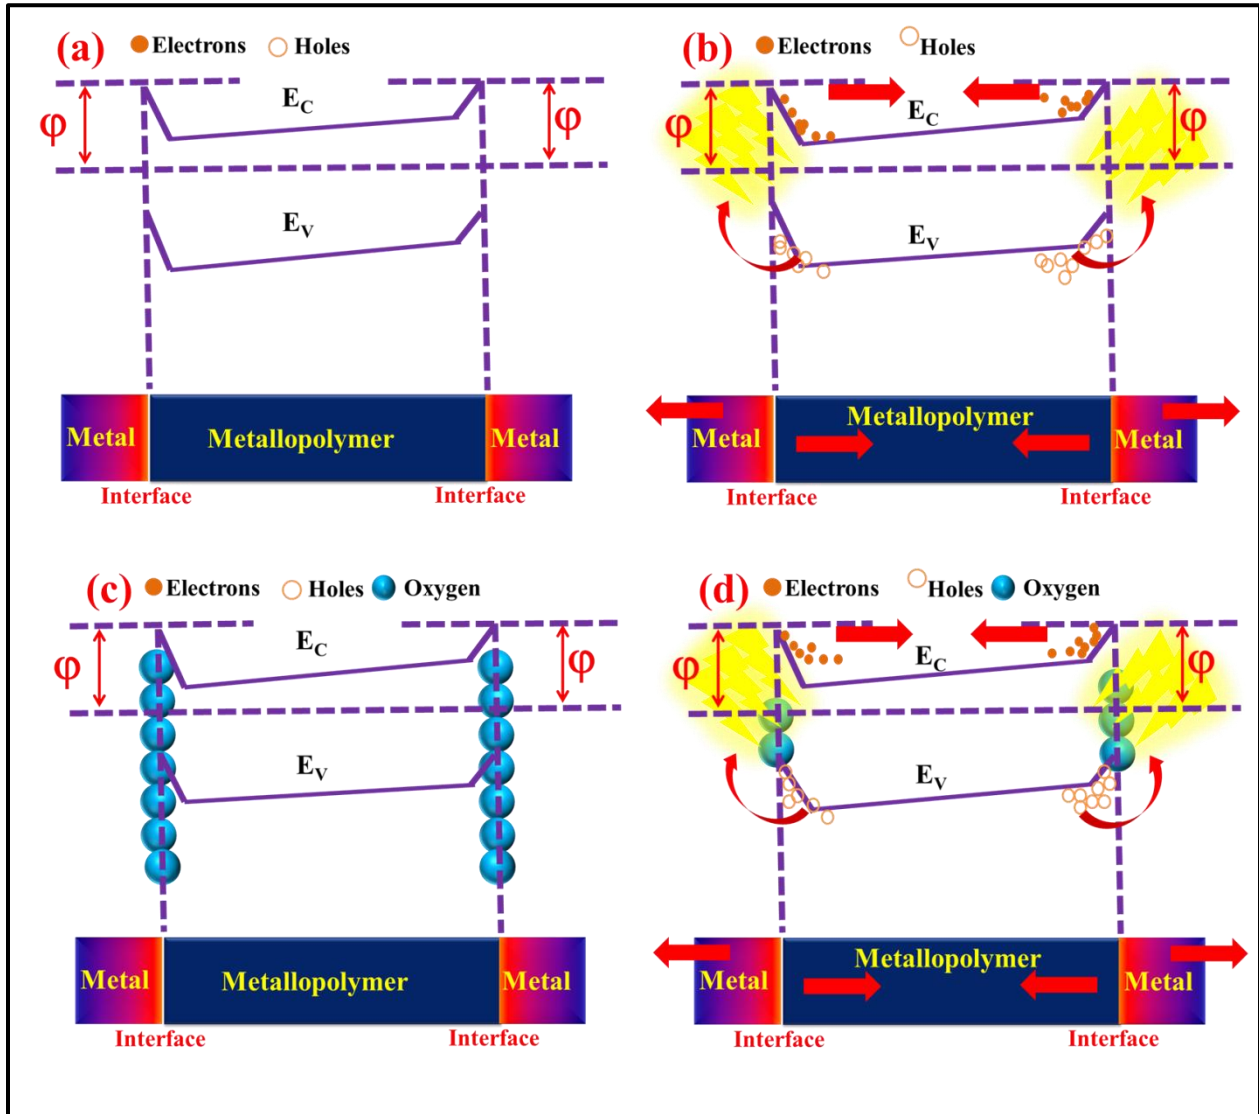 (a) Electrons Holes
E_C
φ φ
E_V
Metal Metallopolymer Metal
Interface Interface
(b) Electrons Holes
E_C
φ φ
E_V
Metallopolymer
Metal Metal
Interface Interface
(c) Electrons Holes Oxygen
E_C
φ φ
E_V
Metal Metallopolymer Metal
Interface Interface
(d) Electrons Holes Oxygen
E_C
φ φ
E_V
Metallopolymer
Metal Metal
Interface Interface